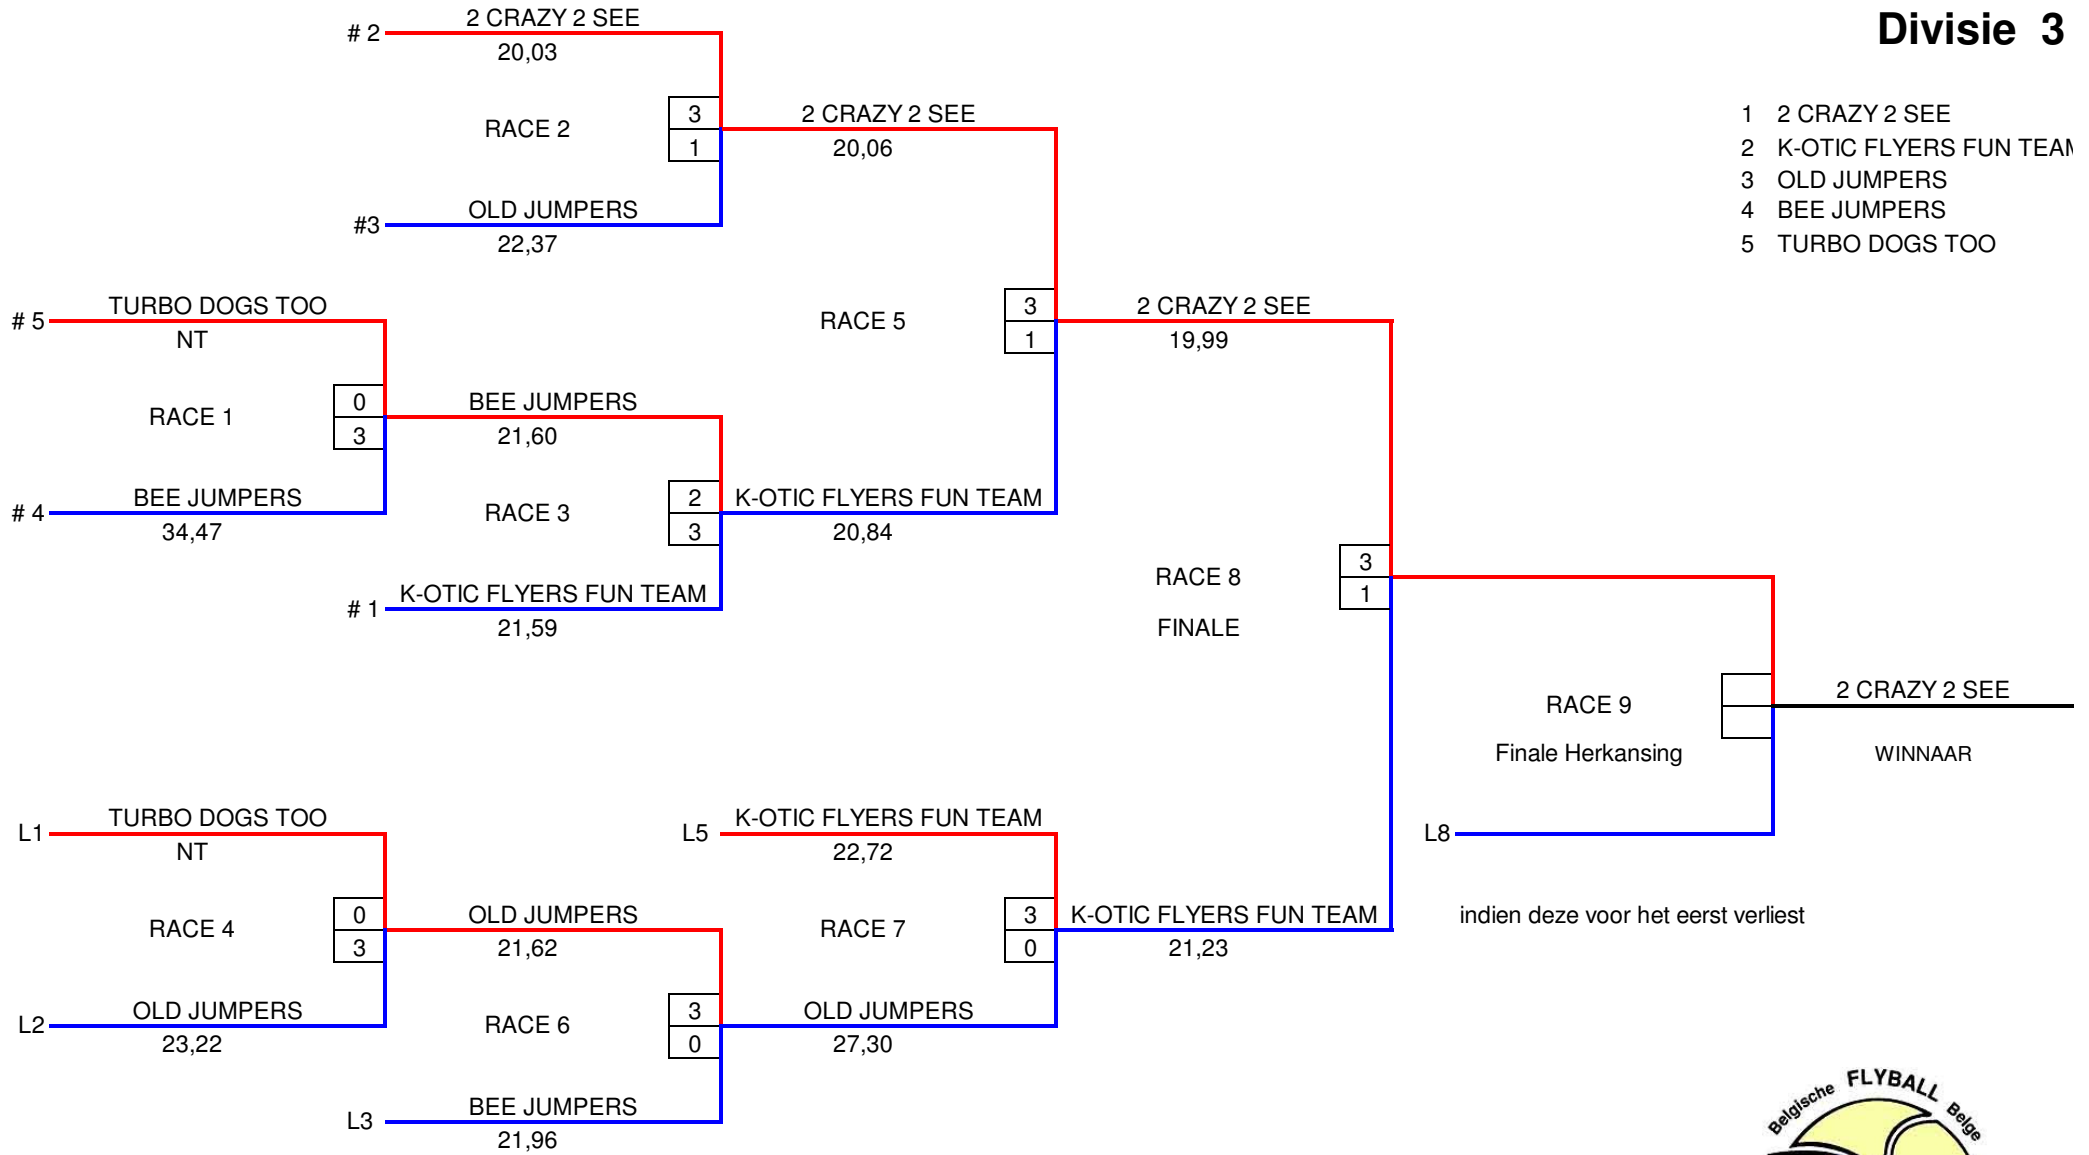 Divisie 3
1 2 CRAZY 2 SEE
2 K-OTIC FLYERS FUN TEAM
3 OLD JUMPERS
4 BEE JUMPERS
5 TURBO DOGS TOO
# 2 2 CRAZY 2 SEE
20,03
RACE 2
3
1
#3 OLD JUMPERS
22,37
2 CRAZY 2 SEE
20,06
# 5 TURBO DOGS TOO
NT
RACE 1
0
3
# 4 BEE JUMPERS
34,47
BEE JUMPERS
21,60
RACE 3
2
3
# 1 K-OTIC FLYERS FUN TEAM
21,59
K-OTIC FLYERS FUN TEAM
20,84
RACE 5
3
1
2 CRAZY 2 SEE
19,99
RACE 8
FINALE
3
1
L1 TURBO DOGS TOO
NT
RACE 4
0
3
L2 OLD JUMPERS
23,22
OLD JUMPERS
21,62
RACE 6
3
0
L3 BEE JUMPERS
21,96
L5 K-OTIC FLYERS FUN TEAM
22,72
RACE 7
3
0
OLD JUMPERS
27,30
K-OTIC FLYERS FUN TEAM
21,23
RACE 9
Finale Herkansing
2 CRAZY 2 SEE
WINNAAR
L8
indien deze voor het eerst verliest
Belgische FLYBALL Belge